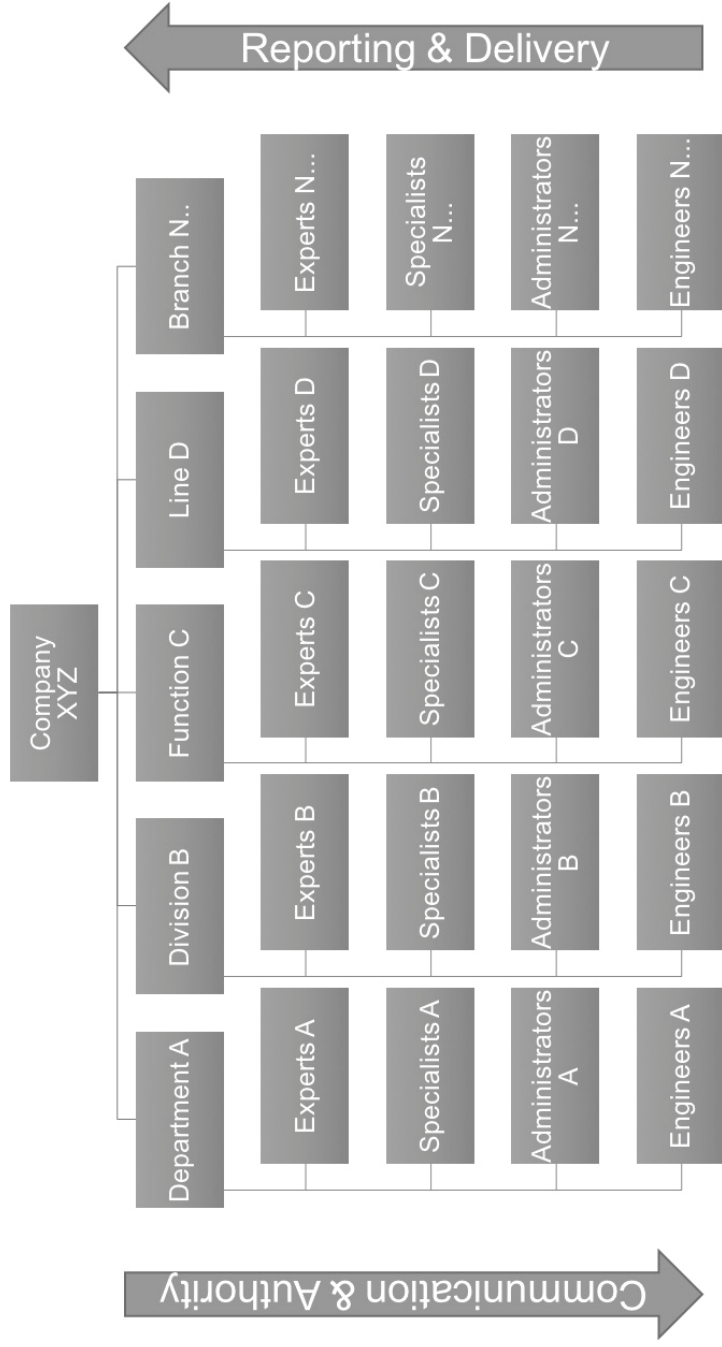 Company
XYZ
Department A
Division B
Function C
Line D
Branch N..
Experts A
Experts B
Experts C
Experts D
Experts N...
Specialists A
Specialists B
Specialists C
Specialists D
Specialists
N...
Administrators
A
Administrators
B
Administrators
C
Administrators
D
Administrators
N...
Engineers A
Engineers B
Engineers C
Engineers D
Engineers N...
Communication & Authority
Reporting & Delivery